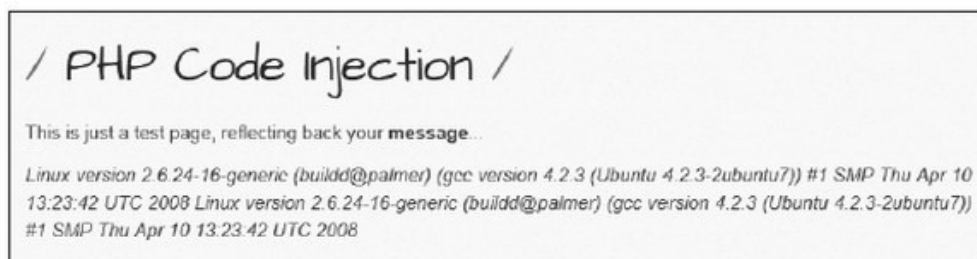 / PHP Code Injection /
This is just a test page, reflecting back your message...
Linux version 2.6.24-16-generic (buildd@palmer) (gcc version 4.2.3 (Ubuntu 4.2.3-2ubuntu7)) #1 SMP Thu Apr 10
13:23:42 UTC 2008 Linux version 2.6.24-16-generic (buildd@palmer) (gcc version 4.2.3 (Ubuntu 4.2.3-2ubuntu7))
#1 SMP Thu Apr 10 13:23:42 UTC 2008